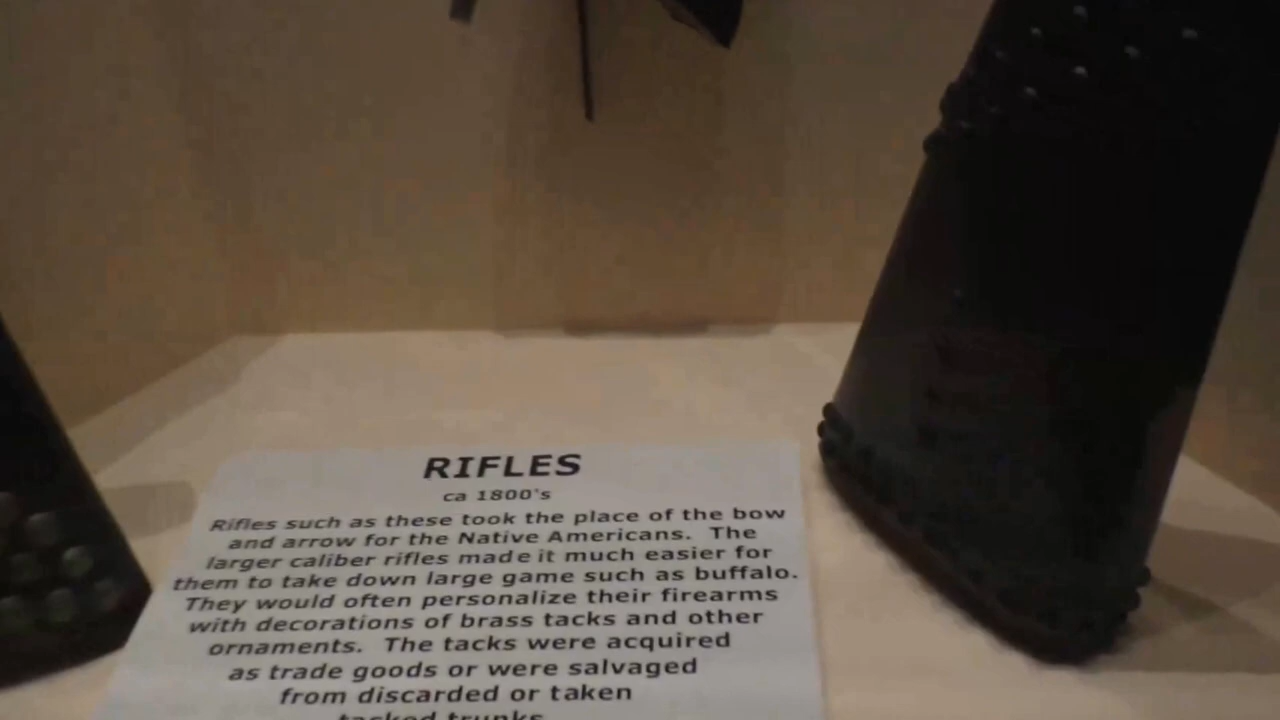 RIFLES
ca 1800's
Rifles such as these took the place of the bow
and arrow for the Native Americans. The
larger caliber rifles made it much easier for
them to take down large game such as buffalo.
They would often personalize their firearms
with decorations of brass tacks and other
ornaments. The tacks were acquired
as trade goods or were salvaged
from discarded or taken
tacked trunks.